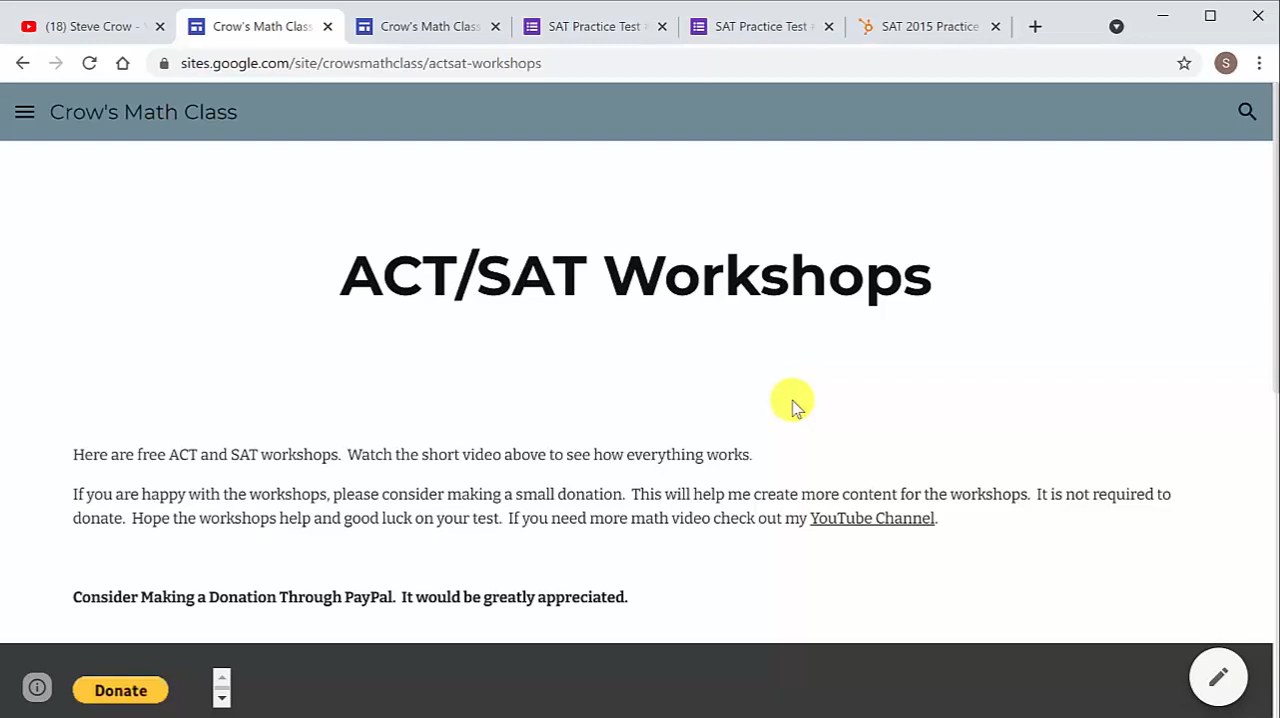 (18) Steve Crow - Y
Crow's Math Class
Crow's Math Class
SAT Practice Test #
SAT Practice Test #
SAT 2015 Practice
sites.google.com/site/crowsmathclass/actsat-workshops
S
Crow's Math Class
ACT/SAT Workshops
Here are free ACT and SAT workshops. Watch the short video above to see how everything works.
If you are happy with the workshops, please consider making a small donation. This will help me create more content for the workshops. It is not required to
donate. Hope the workshops help and good luck on your test. If you need more math video check out my YouTube Channel.
Consider Making a Donation Through PayPal. It would be greatly appreciated.
Donate